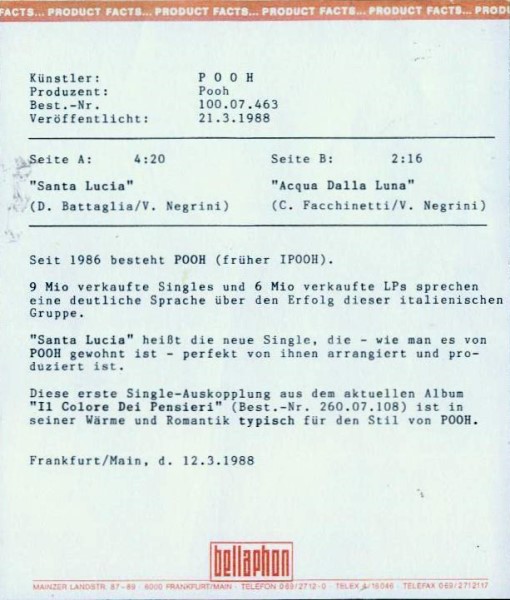 FACTS... PRODUCT FACTS... PRODUCT FACTS... PRODUCT FACTS... PRODUCT FACTS... PRODU
Künstler: P O O H
Produzent: Pooh
Best.-Nr. 100.07.463
Veröffentlicht: 21.3.1988
Seite A: 4:20 Seite B: 2:16
"Santa Lucia" "Acqua Dalla Luna"
(D. Battaglia/V. Negrini) (C. Facchinetti/V. Negrini)
Seit 1986 besteht POOH (früher IPOOH).
9 Mio verkaufte Singles und 6 Mio verkaufte LPs sprechen
eine deutliche Sprache über den Erfolg dieser italienischen
Gruppe.
"Santa Lucia" heißt die neue Single, die - wie man es von
POOH gewohnt ist - perfekt von ihnen arrangiert und pro-
duziert ist.
Diese erste Single-Auskopplung aus dem aktuellen Album
"Il Colore Dei Pensieri" (Best.-Nr. 260.07.108) ist in
seiner Wärme und Romantik typisch für den Stil von POOH.
Frankfurt/Main, d. 12.3.1988
bellaphon
MAINZER LANDSTR. 87-89 · 6000 FRANKFURT/MAIN · TELEFON 069/2712-0 · TELEX 4/16046 · TELEFAX 069/2712117